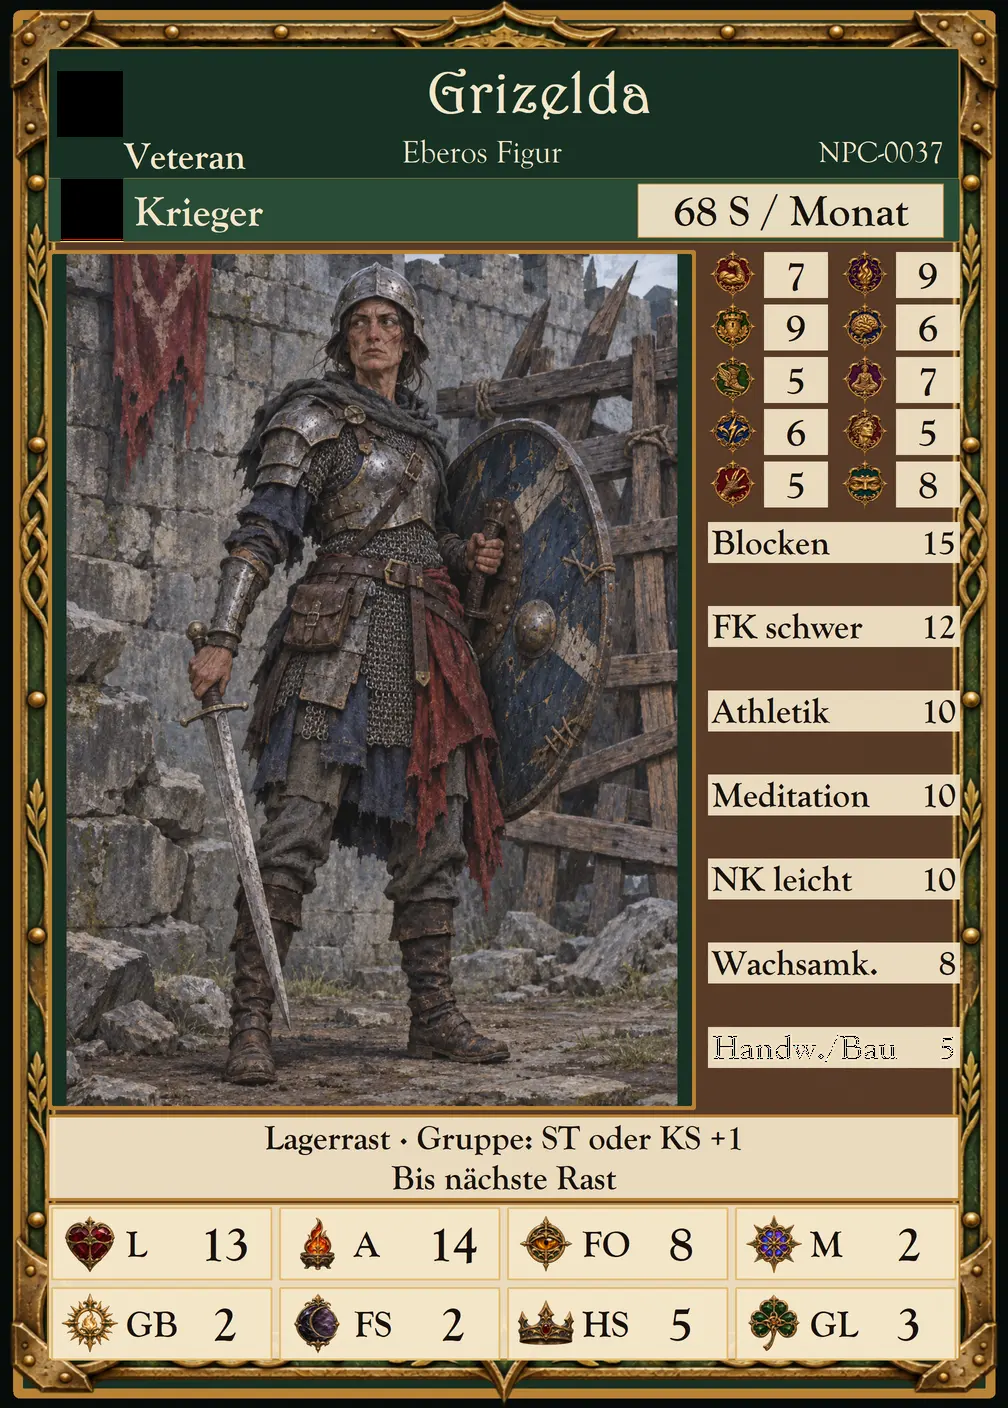 Grizelda
Veteran
Eberos Figur
NPC-0037
Krieger
68 S / Monat
7 9
9 6
5 7
6 5
5 8
Blocken 15
FK schwer 12
Athletik 10
Meditation 10
NK leicht 10
Wachsamk. 8
Handw./Bau 5
Lagerrast · Gruppe: ST oder KS +1
Bis nächste Rast
L 13 A 14 FO 8 M 2
GB 2 FS 2 HS 5 GL 3